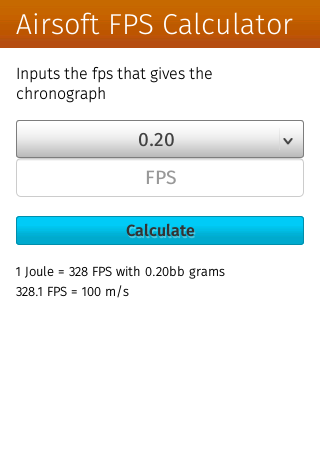 Airsoft FPS Calculator
Inputs the fps that gives the
chronograph
0.20
FPS
Calculate
1 Joule = 328 FPS with 0.20bb grams
328.1 FPS = 100 m/s